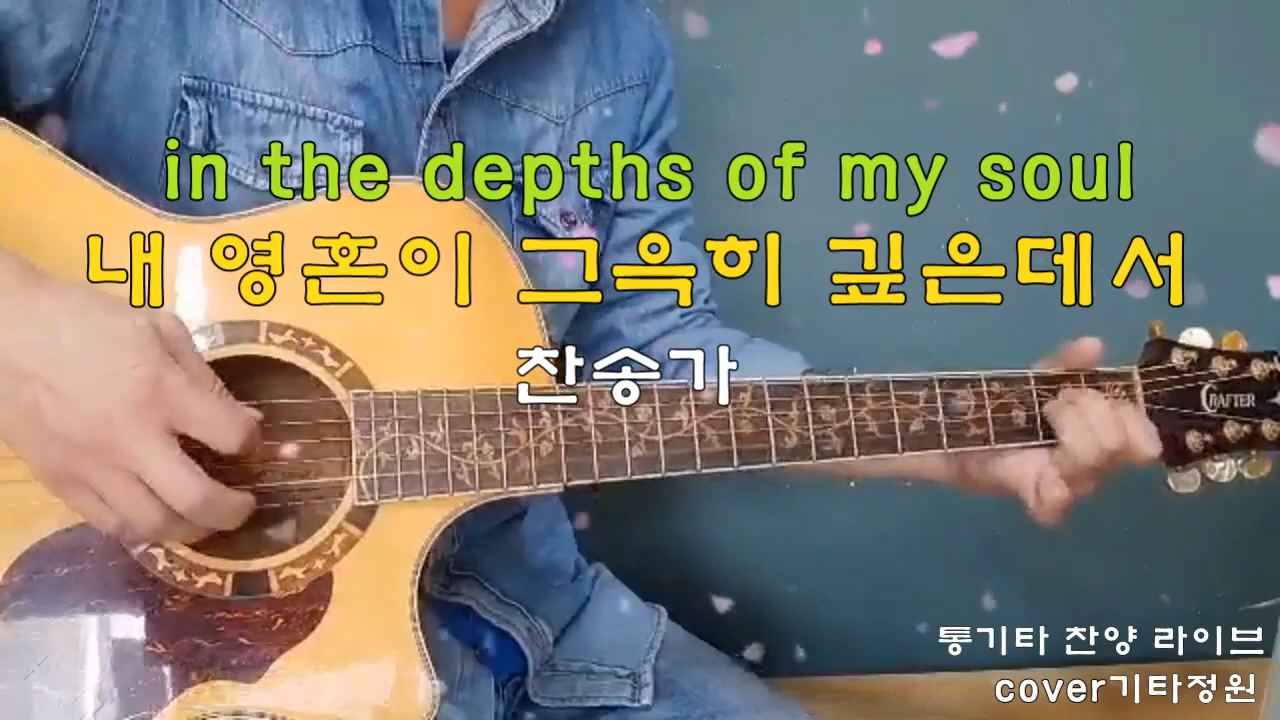 in the depths of my soul
내 영혼이 그윽히 깊은데서
찬송가
CRAFTER
통기타 찬양 라이브
cover기타정원